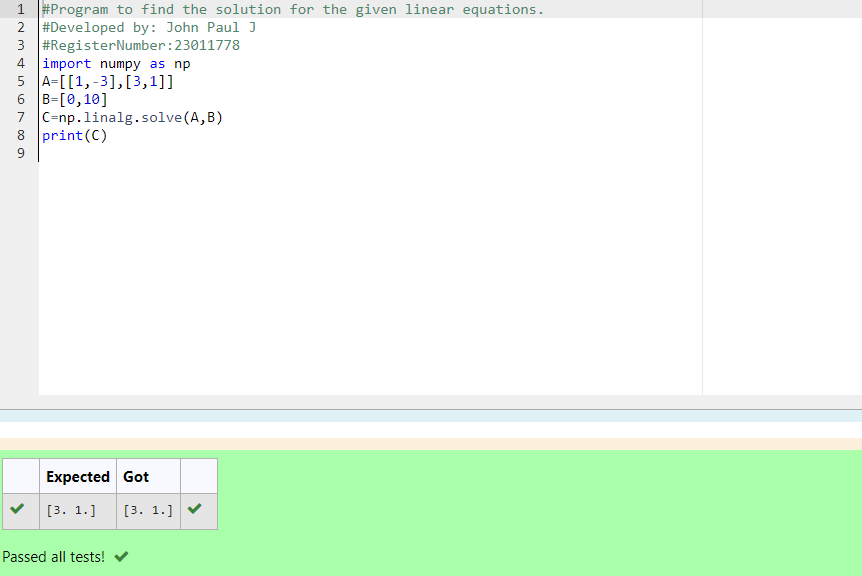 1 #Program to find the solution for the given linear equations.
2 #Developed by: John Paul J
3 #RegisterNumber:23011778
4 import numpy as np
5 A=[[1,-3],[3,1]]
6 B=[0,10]
7 C=np.linalg.solve(A,B)
8 print(C)
9
Expected Got
[3. 1.] [3. 1.]
Passed all tests!